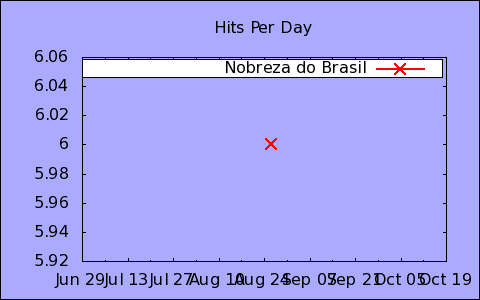 Hits Per Day
Nobreza do Brasil
6.06
6.04
6.02
6
5.98
5.96
5.94
5.92
Jun 29 Jul 13 Jul 27 Aug 10 Aug 24 Sep 07 Sep 21 Oct 05 Oct 19